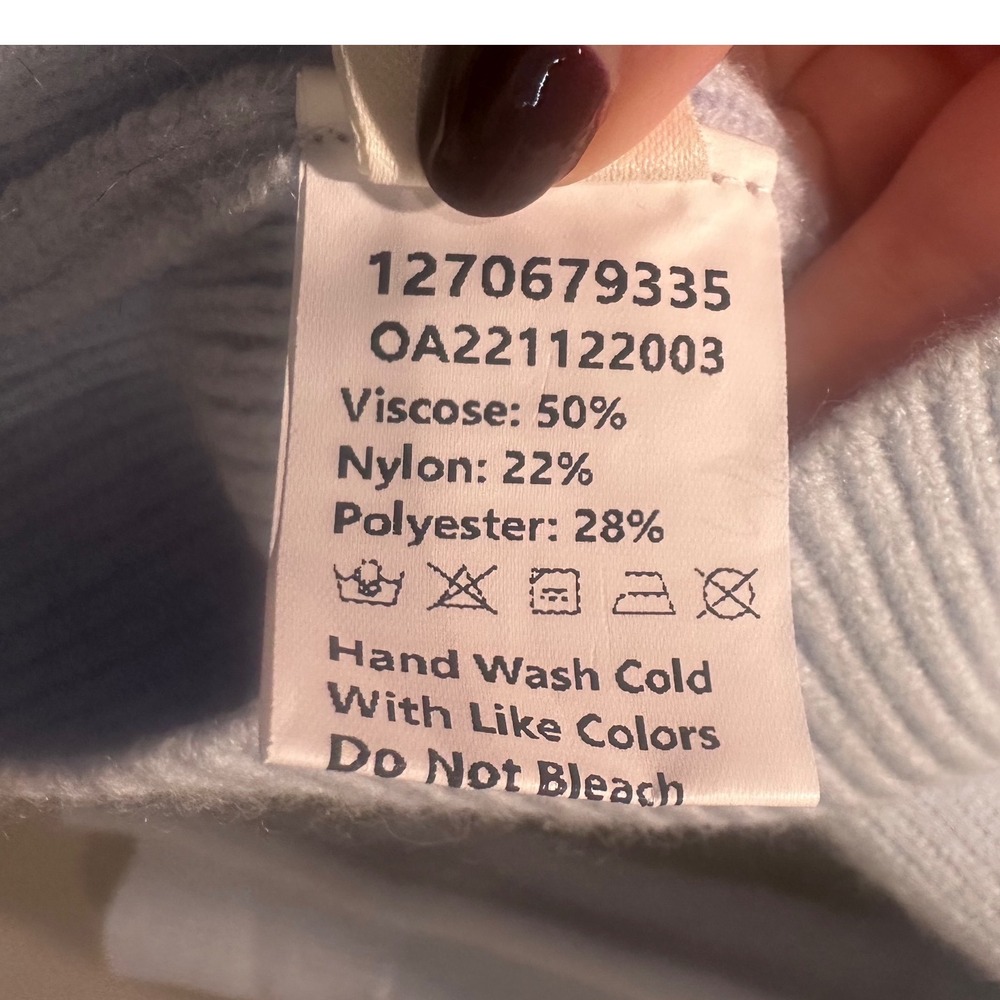 1270679335
OA221122003
Viscose: 50%
Nylon: 22%
Polyester: 28%
Hand Wash Cold
With Like Colors
Do Not Bleach